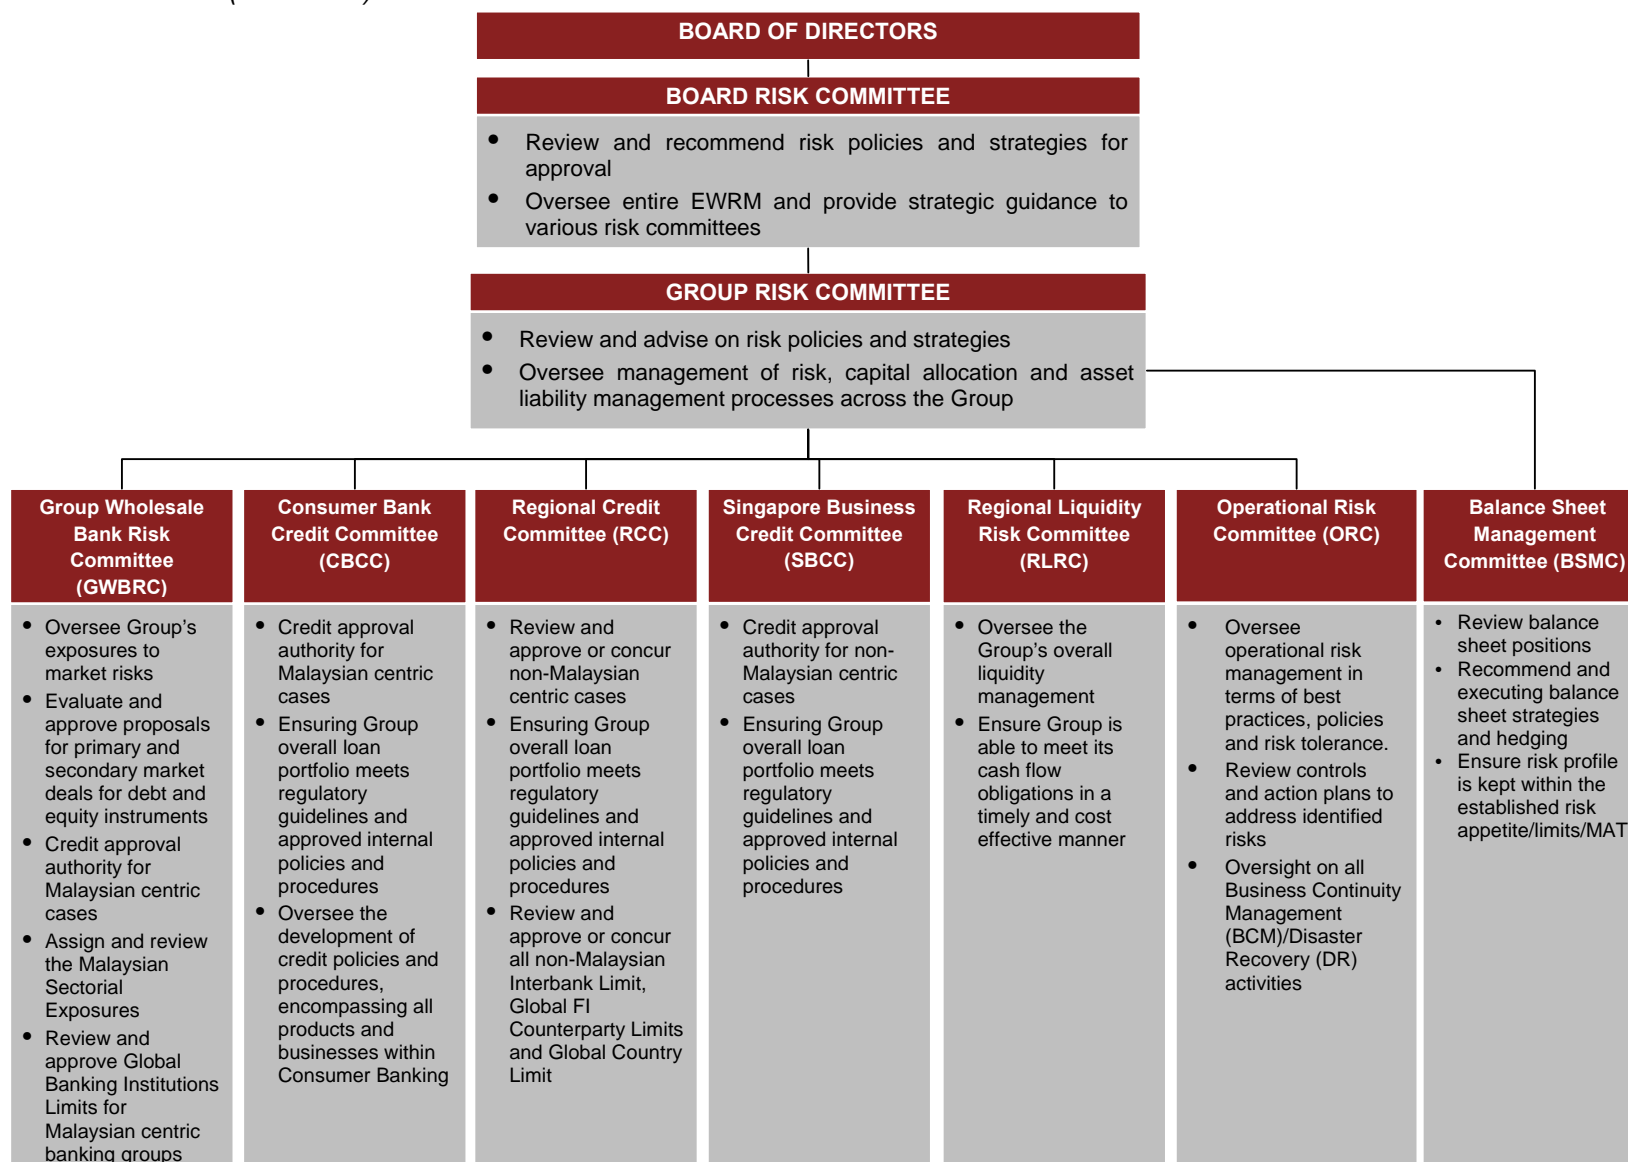 BOARD OF DIRECTORS
BOARD RISK COMMITTEE
• Review and recommend risk policies and strategies for
approval
• Oversee entire EWRM and provide strategic guidance to
various risk committees
GROUP RISK COMMITTEE
• Review and advise on risk policies and strategies
• Oversee management of risk, capital allocation and asset
liability management processes across the Group
Group Wholesale
Bank Risk
Committee
(GWBRC)
• Oversee Group's
exposures to
market risks
• Evaluate and
approve proposals
for primary and
secondary market
deals for debt and
equity instruments
• Credit approval
authority for
Malaysian centric
cases
• Assign and review
the Malaysian
Sectorial
Exposures
• Review and
approve Global
Banking Institutions
Limits for
Malaysian centric
banking groups
Consumer Bank
Credit Committee
(CBCC)
• Credit approval
authority for
Malaysian centric
cases
• Ensuring Group
overall loan
portfolio meets
regulatory
guidelines and
approved internal
policies and
procedures
• Oversee the
development of
credit policies and
procedures,
encompassing all
products and
businesses within
Consumer Banking
Regional Credit
Committee (RCC)
• Review and
approve or concur
non-Malaysian
centric cases
• Ensuring Group
overall loan
portfolio meets
regulatory
guidelines and
approved internal
policies and
procedures
• Review and
approve or concur
all non-Malaysian
Interbank Limit,
Global FI
Counterparty Limits
and Global Country
Limit
Singapore Business
Credit Committee
(SBCC)
• Credit approval
authority for non-
Malaysian centric
cases
• Ensuring Group
overall loan
portfolio meets
regulatory
guidelines and
approved internal
policies and
procedures
Regional Liquidity
Risk Committee
(RLRC)
• Oversee the
Group's overall
liquidity
management
• Ensure Group is
able to meet its
cash flow
obligations in a
timely and cost
effective manner
Operational Risk
Committee (ORC)
• Oversee
operational risk
management in
terms of best
practices, policies
and risk tolerance.
• Review controls
and action plans to
address identified
risks
• Oversight on all
Business Continuity
Management
(BCM)/Disaster
Recovery (DR)
activities
Balance Sheet
Management
Committee (BSMC)
• Review balance
sheet positions
• Recommend and
executing balance
sheet strategies
and hedging
• Ensure risk profile
is kept within the
established risk
appetite/limits/MAT